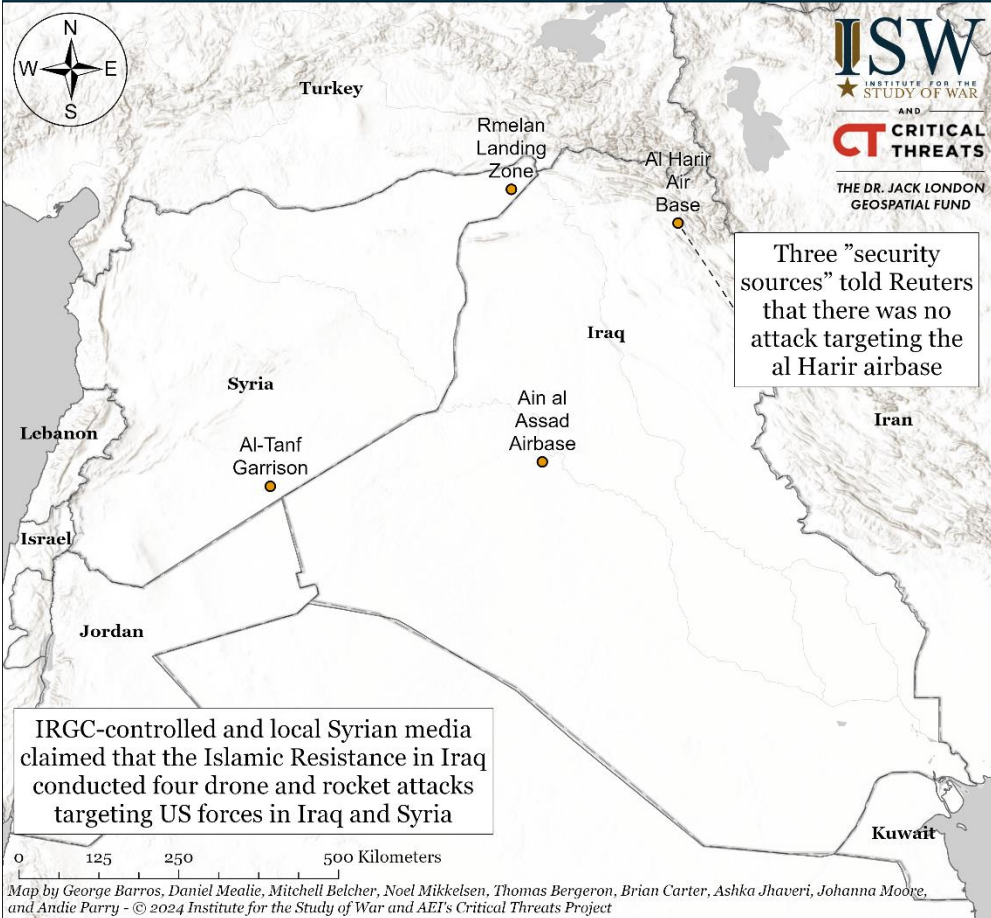 N
W
E
S
ISW
INSTITUTE FOR THE
STUDY OF WAR
AND
CT CRITICAL
THREATS
THE DR. JACK LONDON
GEOSPATIAL FUND
Turkey
Rmelan
Landing
Zone
Al Harir
Air
Base
Three ”security
sources” told Reuters
that there was no
attack targeting the
al Harir airbase
Iraq
Syria
Ain al
Assad
Airbase
Iran
Lebanon
Al-Tanf
Garrison
Israel
Jordan
IRGC-controlled and local Syrian media
claimed that the Islamic Resistance in Iraq
conducted four drone and rocket attacks
targeting US forces in Iraq and Syria
Kuwait
0 125 250 500 Kilometers
Map by George Barros, Daniel Mealie, Mitchell Belcher, Noel Mikkelsen, Thomas Bergeron, Brian Carter, Ashka Jhaveri, Johanna Moore,
and Andie Parry - © 2024 Institute for the Study of War and AEI's Critical Threats Project